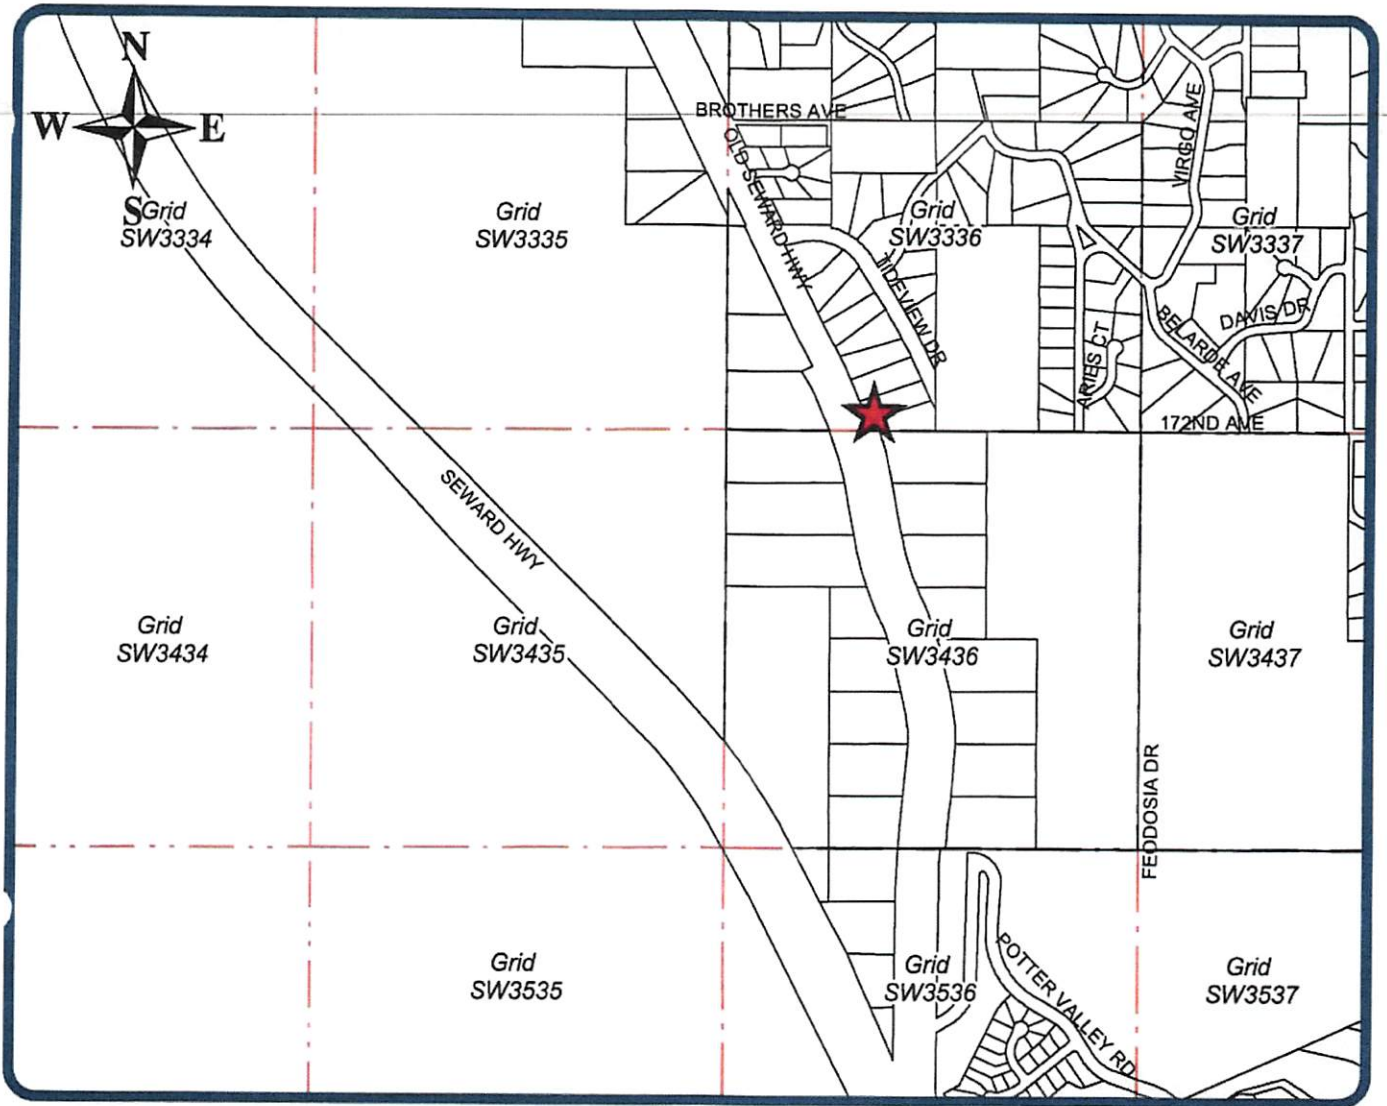 N
W
E
S
BROTHERS AVE
OLD SEWARD HWY
VIRGO AVE
Grid
SW3334
Grid
SW3335
Grid
SW3336
Grid
SW3337
TIDEVIEW DR
ARIES CT
BELARDE AVE
DAVIS DR
172ND AVE
SEWARD HWY
Grid
SW3434
Grid
SW3435
Grid
SW3436
Grid
SW3437
FEODOSIA DR
Grid
SW3535
Grid
SW3536
POTTER VALLEY RD
Grid
SW3537